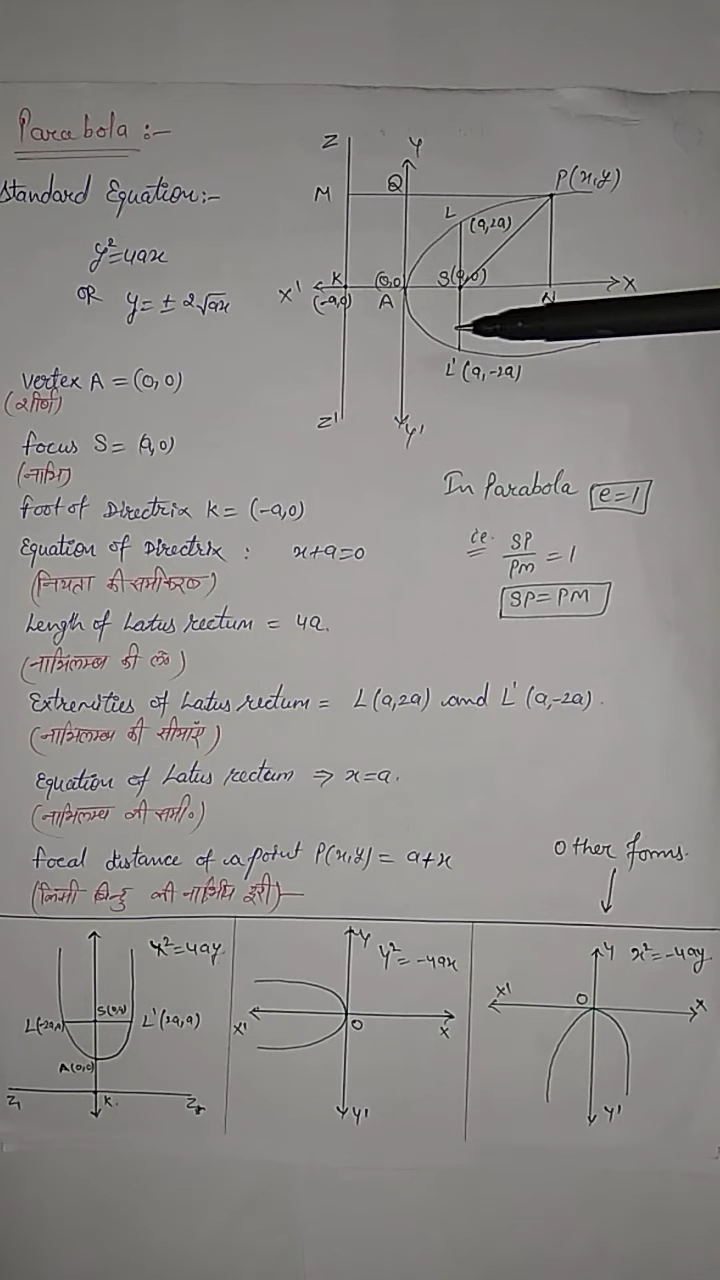 Parabola :-
Standard Equation:-
y²=4ax
OR y= ± 2√ax
Z
Y
M
Q
P(x,y)
L
(a,2a)
X'
K
(-a,0)
(0,0)
A
S(a,0)
N
X
L'(a,-2a)
Z'
Y'
Vertex A = (0,0)
(शीर्ष)
focus S= (a,0)
(नाभि)
foot of Directrix K = (-a,0)
Equation of Directrix : x+a=0
(नियता की समीकरण)
Length of Latus rectum = 4a.
(नाभिलम्ब की ल०)
In Parabola e=1
i.e. SP/PM = 1
SP = PM
Extremities of Latus rectum = L(a,2a) and L'(a,-2a).
(नाभिलम्ब की सीमाएँ)
Equation of Latus rectum ⇒ x=a.
(नाभिलम्ब की समी०)
focal distance of a point P(x,y) = a+x
(किसी बिन्दु की नाभिय दूरी)
Other forms.
x²=4ay.
S(0,a)
L(-2a,a)
L'(2a,a)
A(0,0)
Z
K.
Y
y²=-4ax
X'
O
X
Y'
Y
x²=-4ay.
X'
O
X
Y'